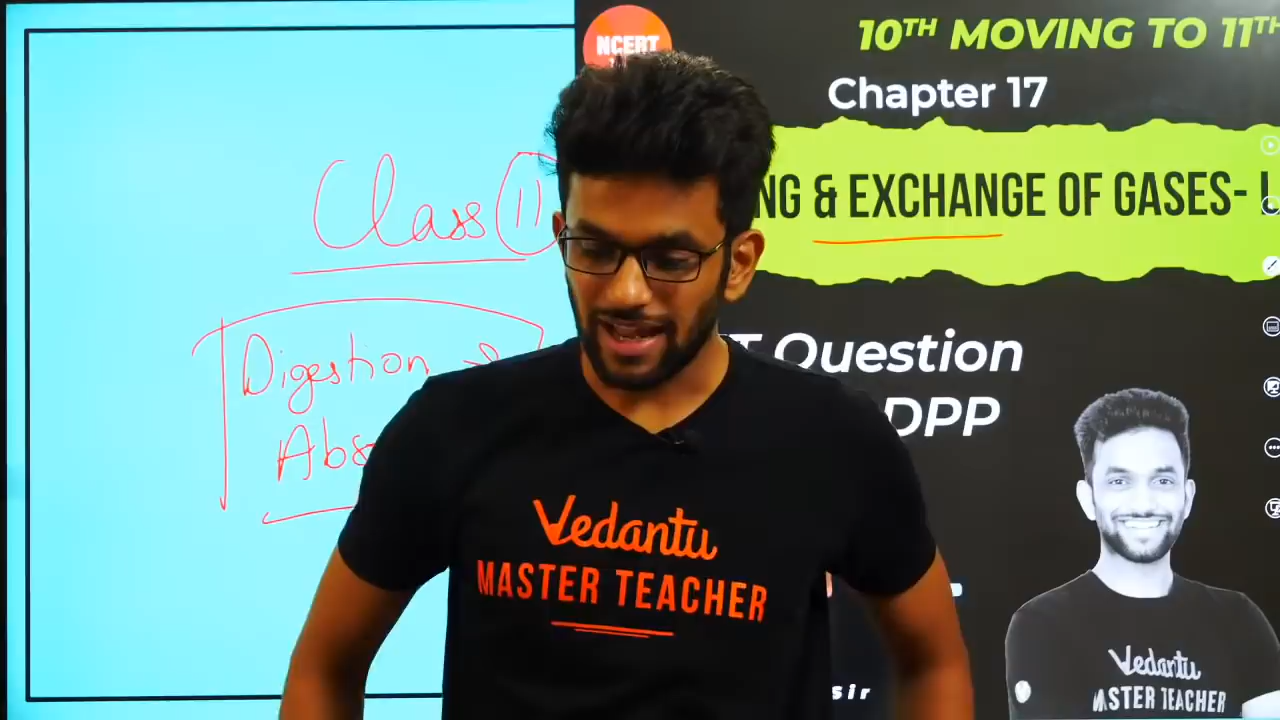 NCERT
10TH MOVING TO 11TH
Chapter 17
NG & EXCHANGE OF GASES-
Class 11
Digestion
Abs
Question
DPP
Vedantu
MASTER TEACHER
Vedantu
MASTER TEACHER
sir